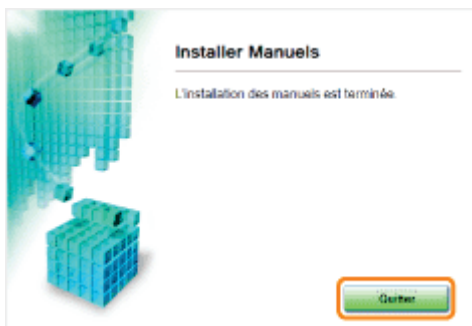 Installer Manuels
L'installation des manuels est terminée.
Quitter